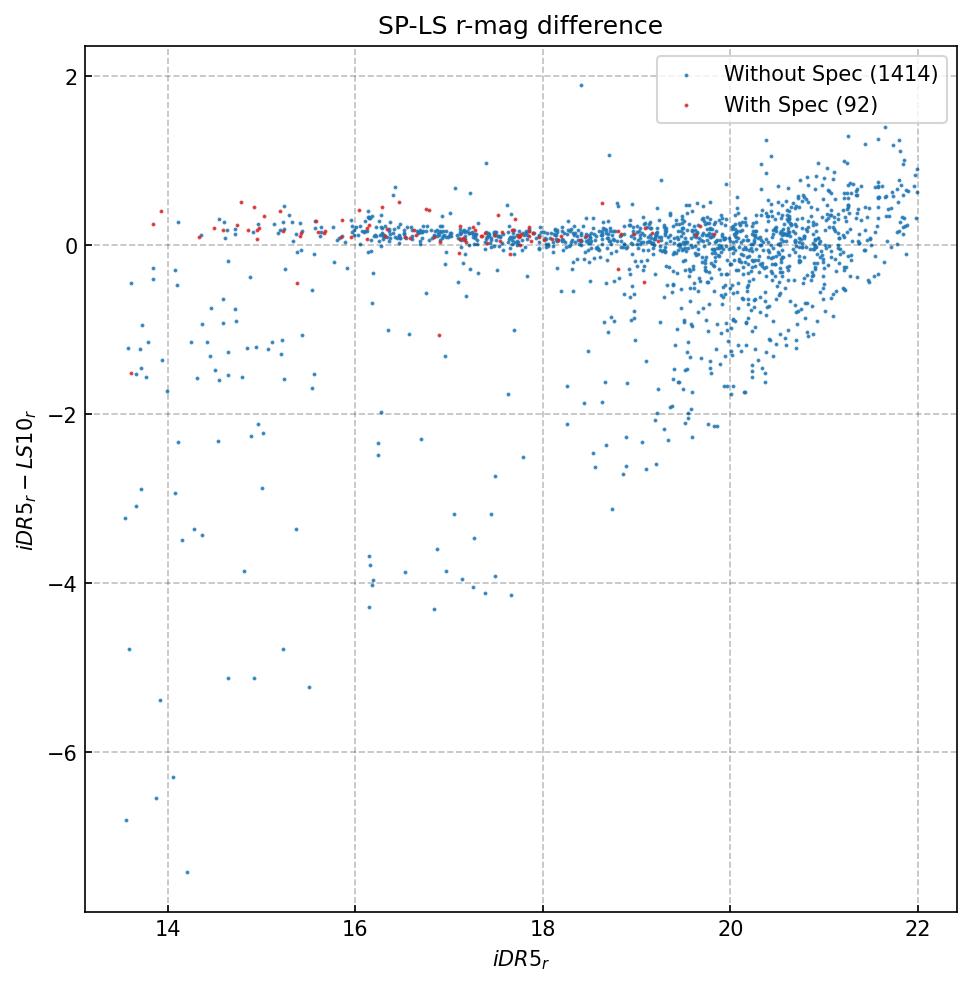 SP-LS r-mag difference
Without Spec (1414)
With Spec (92)
2
0
−2
−4
−6
iDR5r − LS10r
14 16 18 20 22
iDR5r